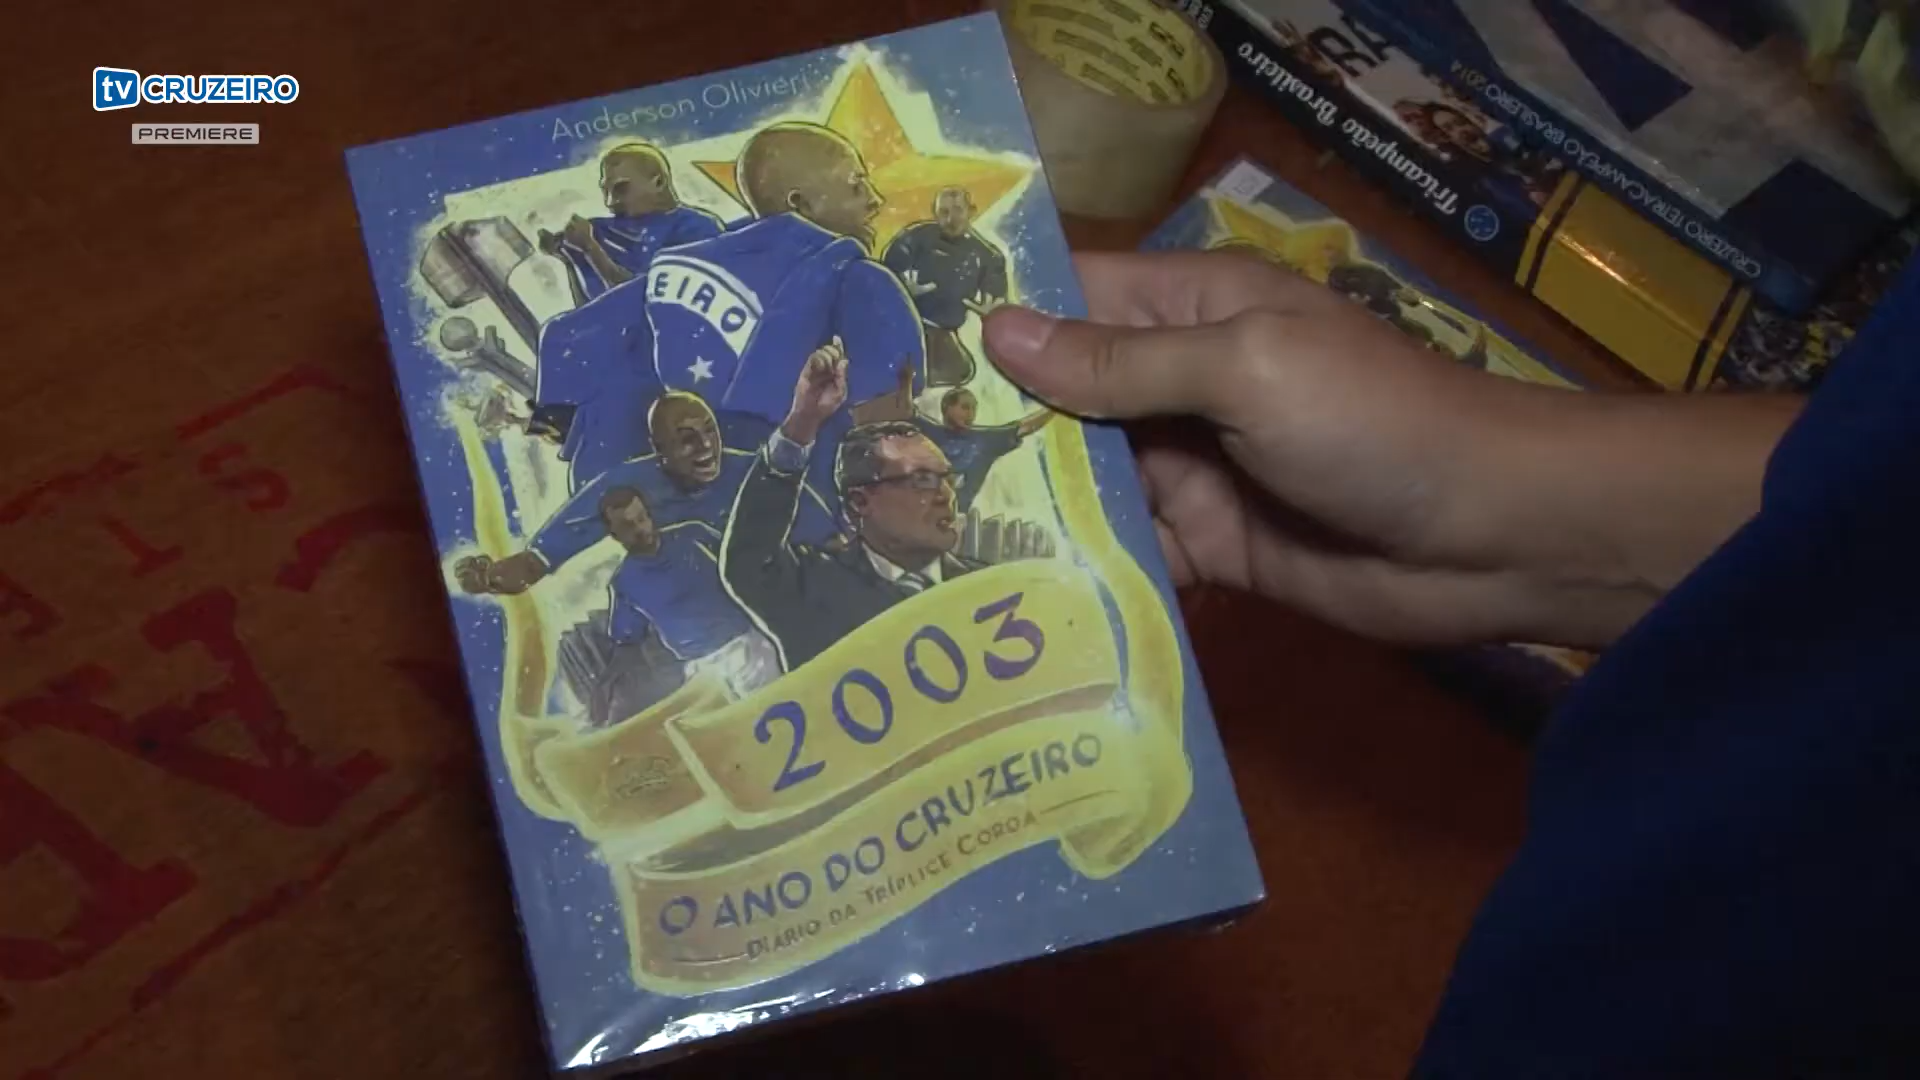 tv CRUZEIRO
PREMIERE
Anderson Olivieri
EIRO
2003
O ANO DO CRUZEIRO
DIÁRIO DA TRÍPLICE COROA
Tricampeão Brasileiro
CRUZEIRO TETRACAMPEÃO BRASILEIRO 2014